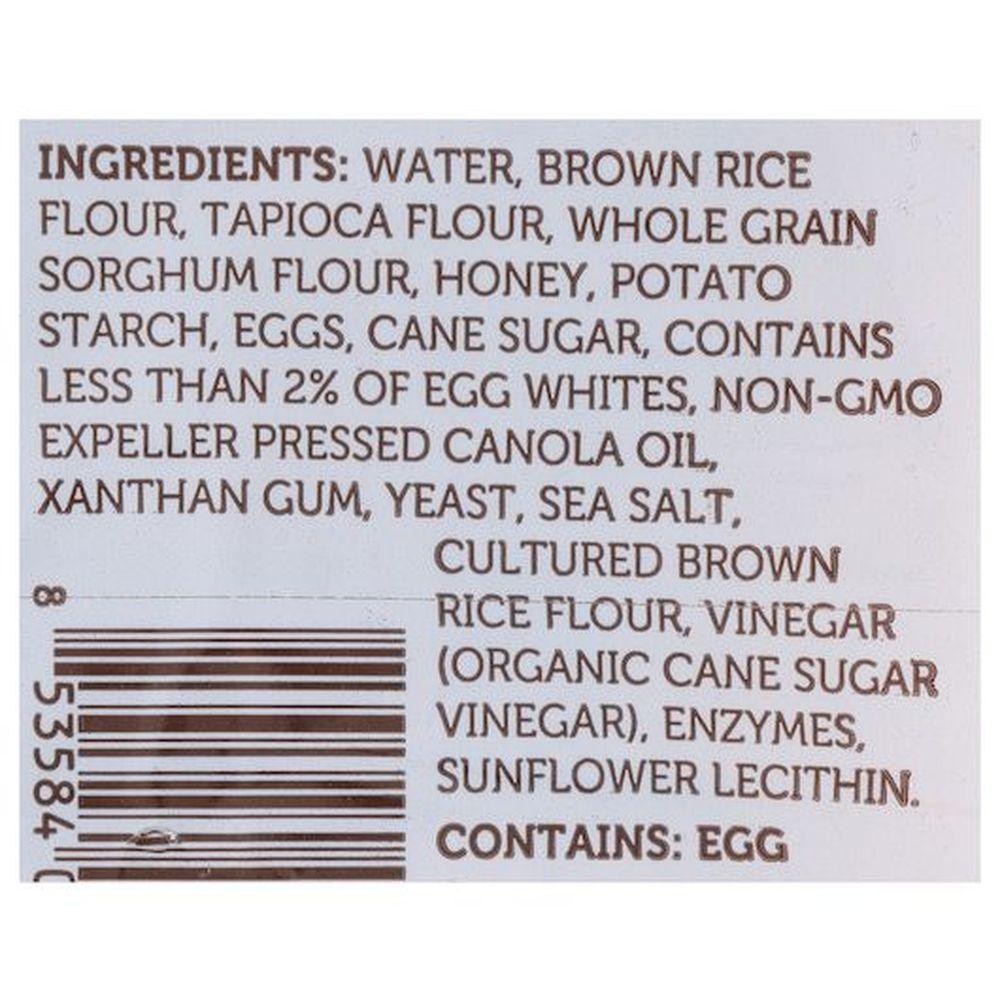 INGREDIENTS: WATER, BROWN RICE
FLOUR, TAPIOCA FLOUR, WHOLE GRAIN
SORGHUM FLOUR, HONEY, POTATO
STARCH, EGGS, CANE SUGAR, CONTAINS
LESS THAN 2% OF EGG WHITES, NON-GMO
EXPELLER PRESSED CANOLA OIL,
XANTHAN GUM, YEAST, SEA SALT,
CULTURED BROWN
RICE FLOUR, VINEGAR
(ORGANIC CANE SUGAR
VINEGAR), ENZYMES,
SUNFLOWER LECITHIN.
CONTAINS: EGG
8
53584